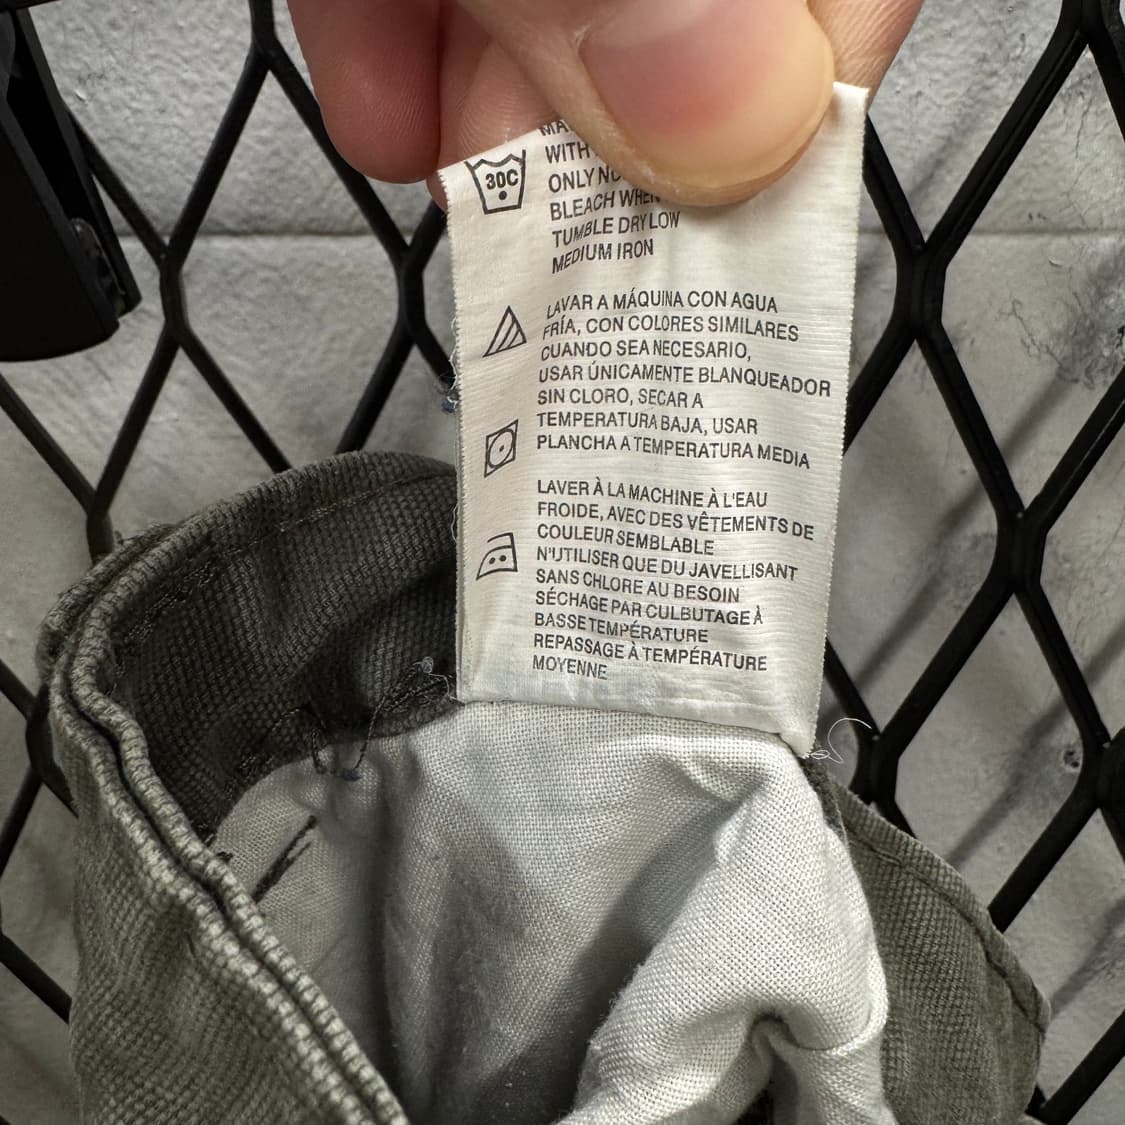 30C
WITH
ONLY
BLEACH WHEN
TUMBLE DRY LOW
MEDIUM IRON
LAVAR A MÁQUINA CON AGUA
FRÍA, CON COLORES SIMILARES
CUANDO SEA NECESARIO,
USAR ÚNICAMENTE BLANQUEADOR
SIN CLORO, SECAR A
TEMPERATURA BAJA, USAR
PLANCHA A TEMPERATURA MEDIA
LAVER À LA MACHINE À L'EAU
FROIDE, AVEC DES VÊTEMENTS DE
COULEUR SEMBLABLE
N'UTILISER QUE DU JAVELLISANT
SANS CHLORE AU BESOIN
SÉCHAGE PAR CULBUTAGE À
BASSE TEMPÉRATURE
REPASSAGE À TEMPÉRATURE
MOYENNE